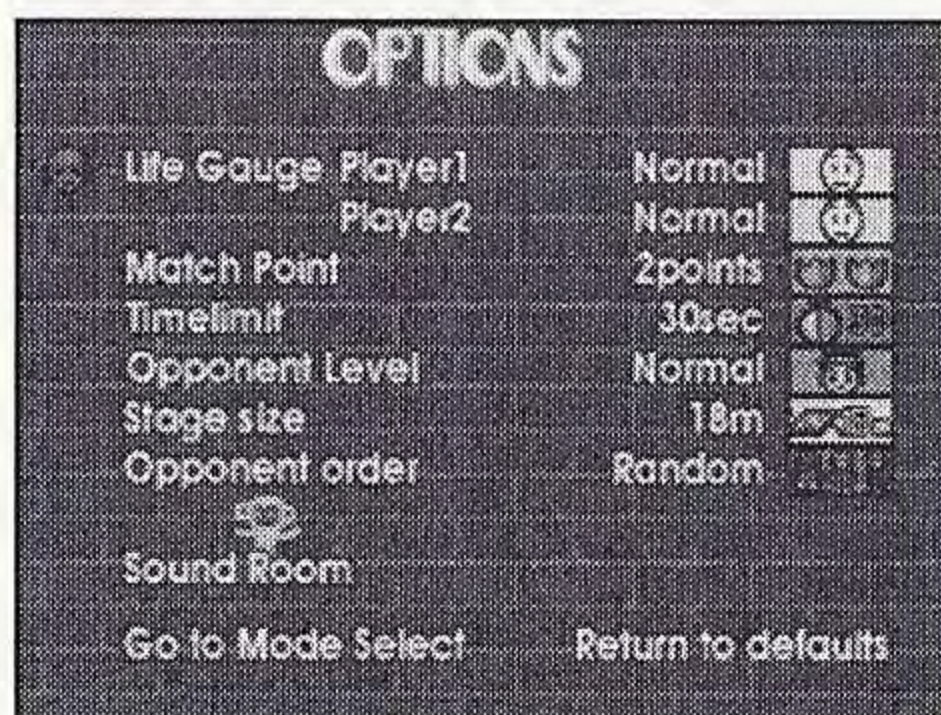 OPTIONS
Life Gauge Player1 Normal
Player2 Normal
Match Point 2points
Timelimit 30sec
Opponent Level Normal
Stage size 18m
Opponent order Random
Sound Room
Go to Mode Select Return to defaults